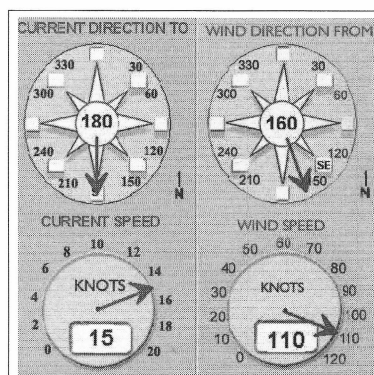 CURRENT DIRECTION TO
330 30
300 60
180
240 120
210 150
S
N
WIND DIRECTION FROM
330 30
300 60
160
240 120
SE
210 150
N
CURRENT SPEED
10
8 12
6 14
KNOTS
4 16
2 18
0 20
15
WIND SPEED
60
50 70
40 80
KNOTS
30 90
20 100
10 110
0 120
110